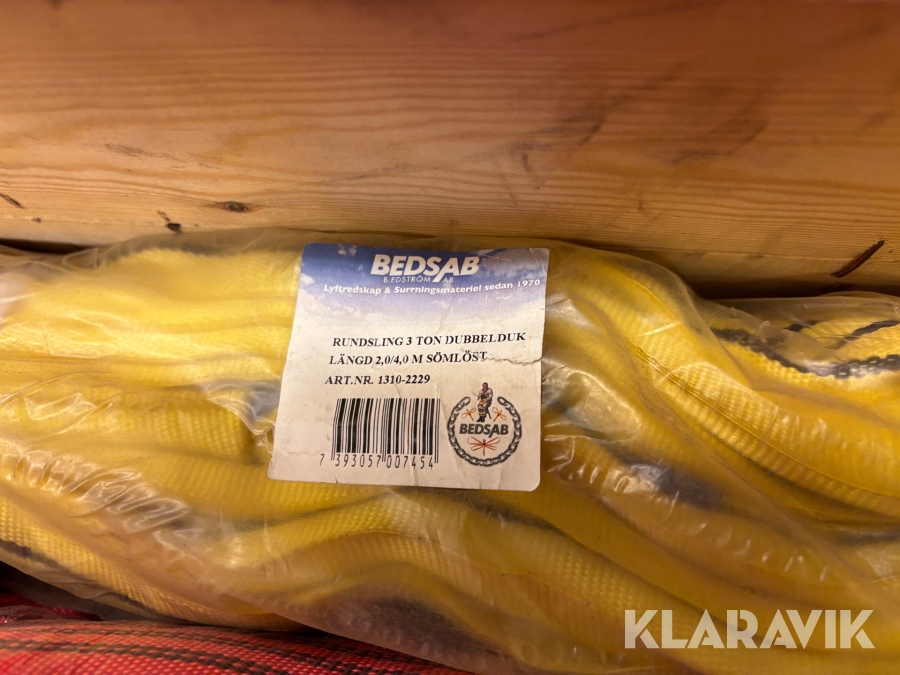 BEDSAB
B.EDSTRÖM AB
Lyftredskap & Surrningsmateriel sedan 1970
RUNDSLING 3 TON DUBBELDUK
LÄNGD 2,0/4,0 M SÖMLÖST
ART.NR. 1310-2229
7 393057 007454
BEDSAB
KLARAVIK